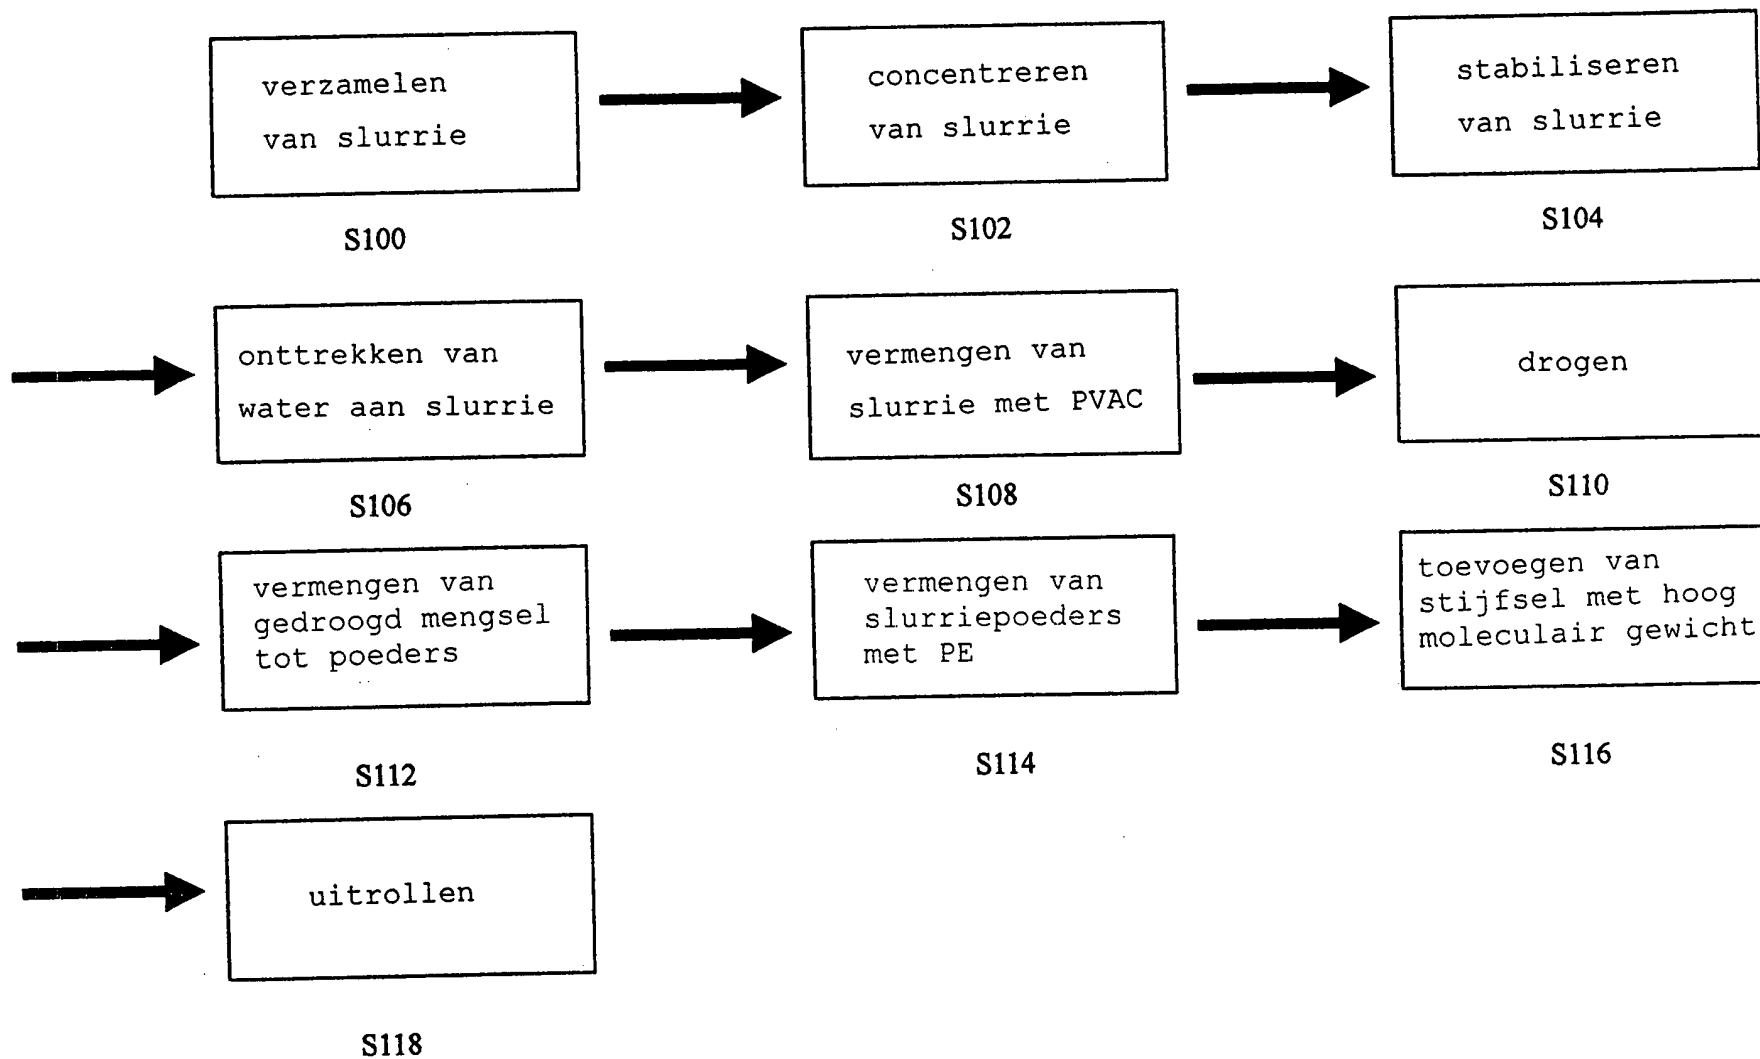 verzamelen
van slurrie
S100
concentreren
van slurrie
S102
stabiliseren
van slurrie
S104
onttrekken van
water aan slurrie
S106
vermengen van
slurrie met PVAC
S108
drogen
S110
vermengen van
gedroogd mengsel
tot poeders
S112
vermengen van
slurriepoeders
met PE
S114
toevoegen van
stijfsel met hoog
moleculair gewicht
S116
uitrollen
S118